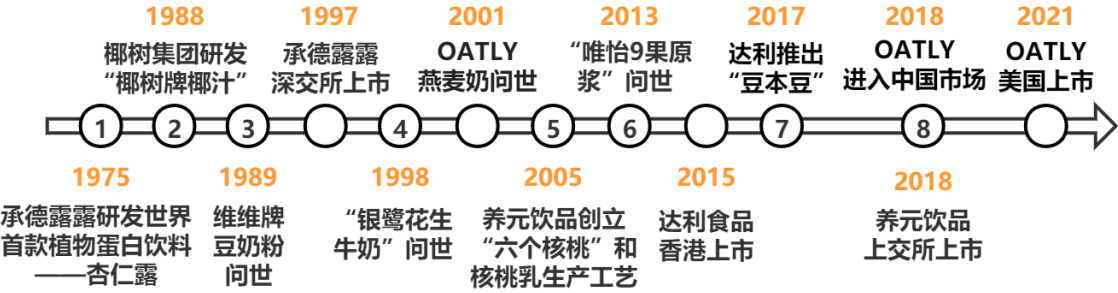 1988
1997
2001
2013
2017
2018
2021
椰树集团研发
“椰树牌椰汁”
承德露露
深交所上市
OATLY
燕麦奶问世
“唯怡9果原
浆”问世
达利推出
“豆本豆”
OATLY
进入中国市场
OATLY
美国上市
1
2
3
4
5
6
7
8
1975
1989
1998
2005
2015
2018
承德露露研发世界
首款植物蛋白饮料
——杏仁露
维维牌
豆奶粉
问世
“银鹭花生
牛奶”问世
养元饮品创立
“六个核桃”和
核桃乳生产工艺
达利食品
香港上市
养元饮品
上交所上市